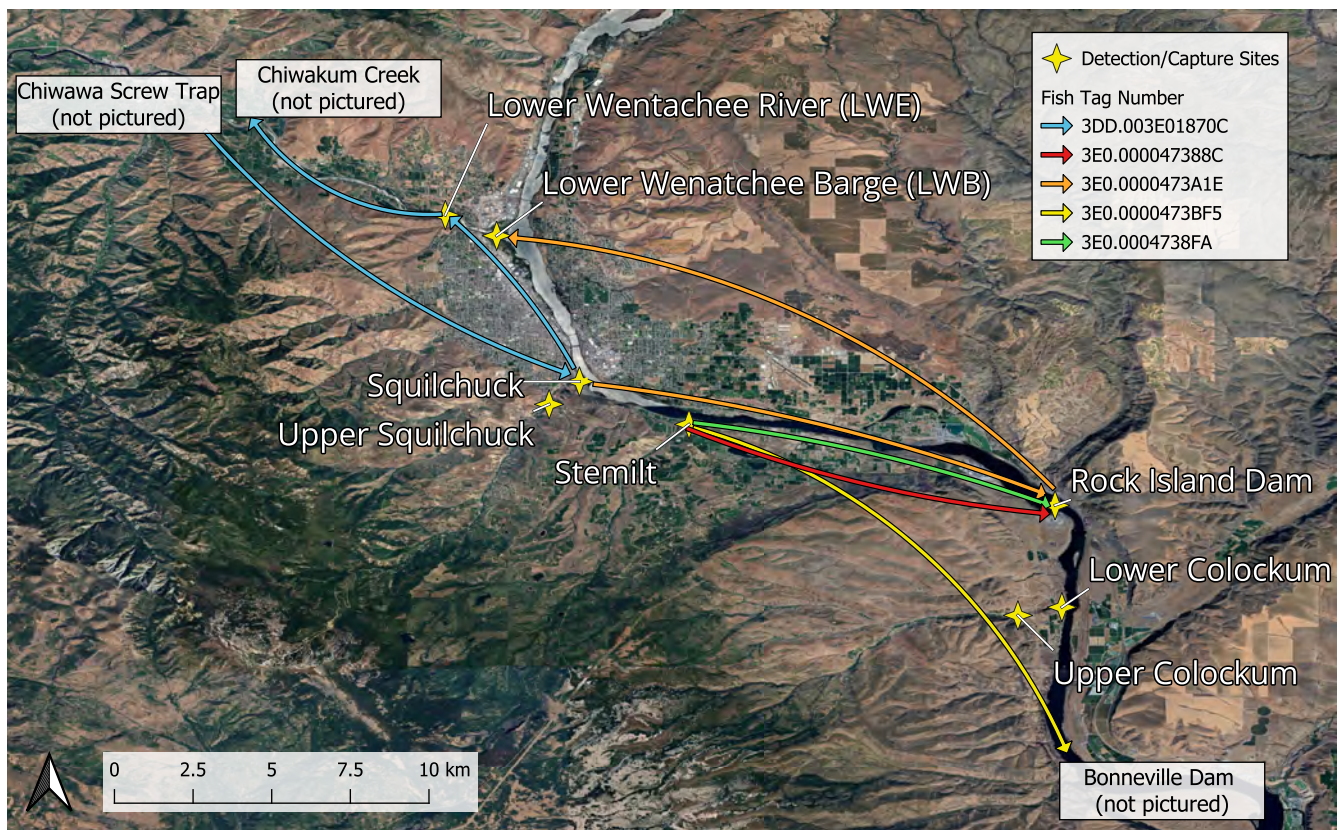 Chiwawa Screw Trap
(not pictured)
Chiwakum Creek
(not pictured)
Lower Wentachee River (LWE)
Lower Wenatchee Barge (LWB)
Detection/Capture Sites
Fish Tag Number
3DD.003E01870C
3E0.000047388C
3E0.0000473A1E
3E0.0000473BF5
3E0.0004738FA
Squilchuck
Upper Squilchuck
Stemilt
Rock Island Dam
Lower Colockum
Upper Colockum
Bonneville Dam
(not pictured)
0 2.5 5 7.5 10 km